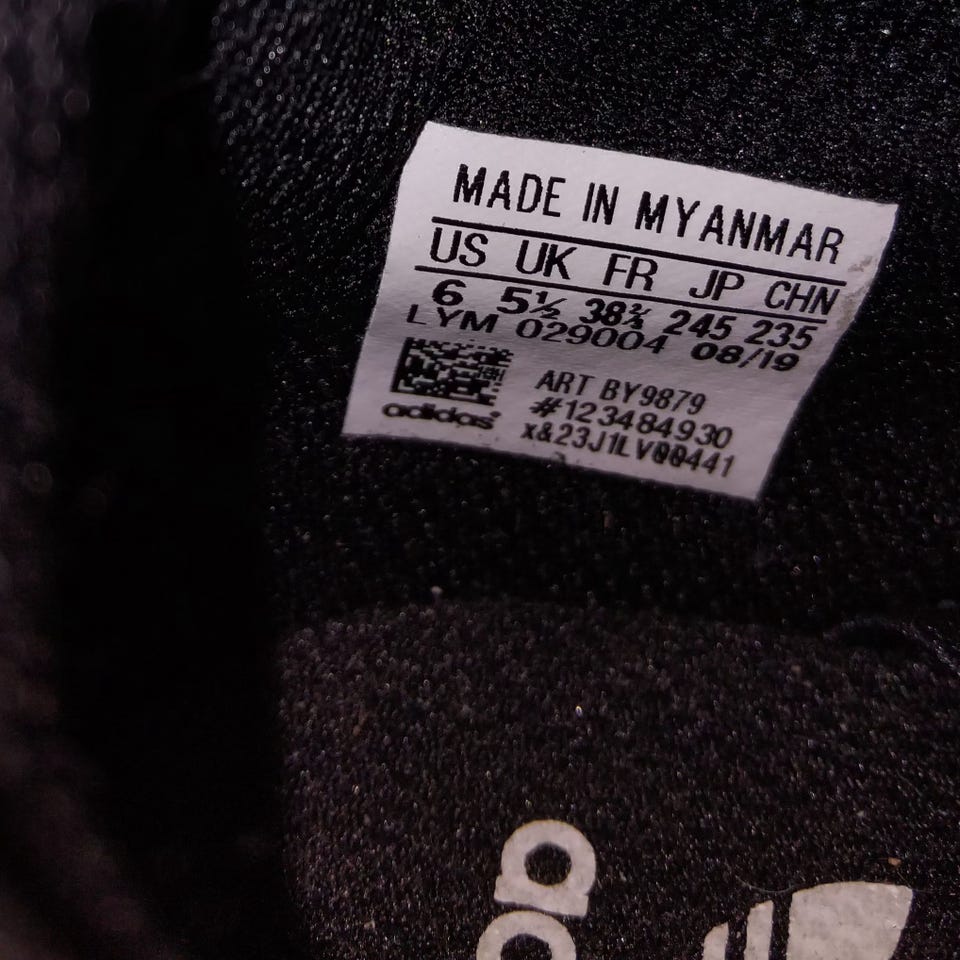 MADE IN MYANMAR
US UK FR JP CHN
6 5½ 38⅔ 245 235
LYM 029004 08/19
ART BY9879
#123484930
x&23J1LV00441
adidas